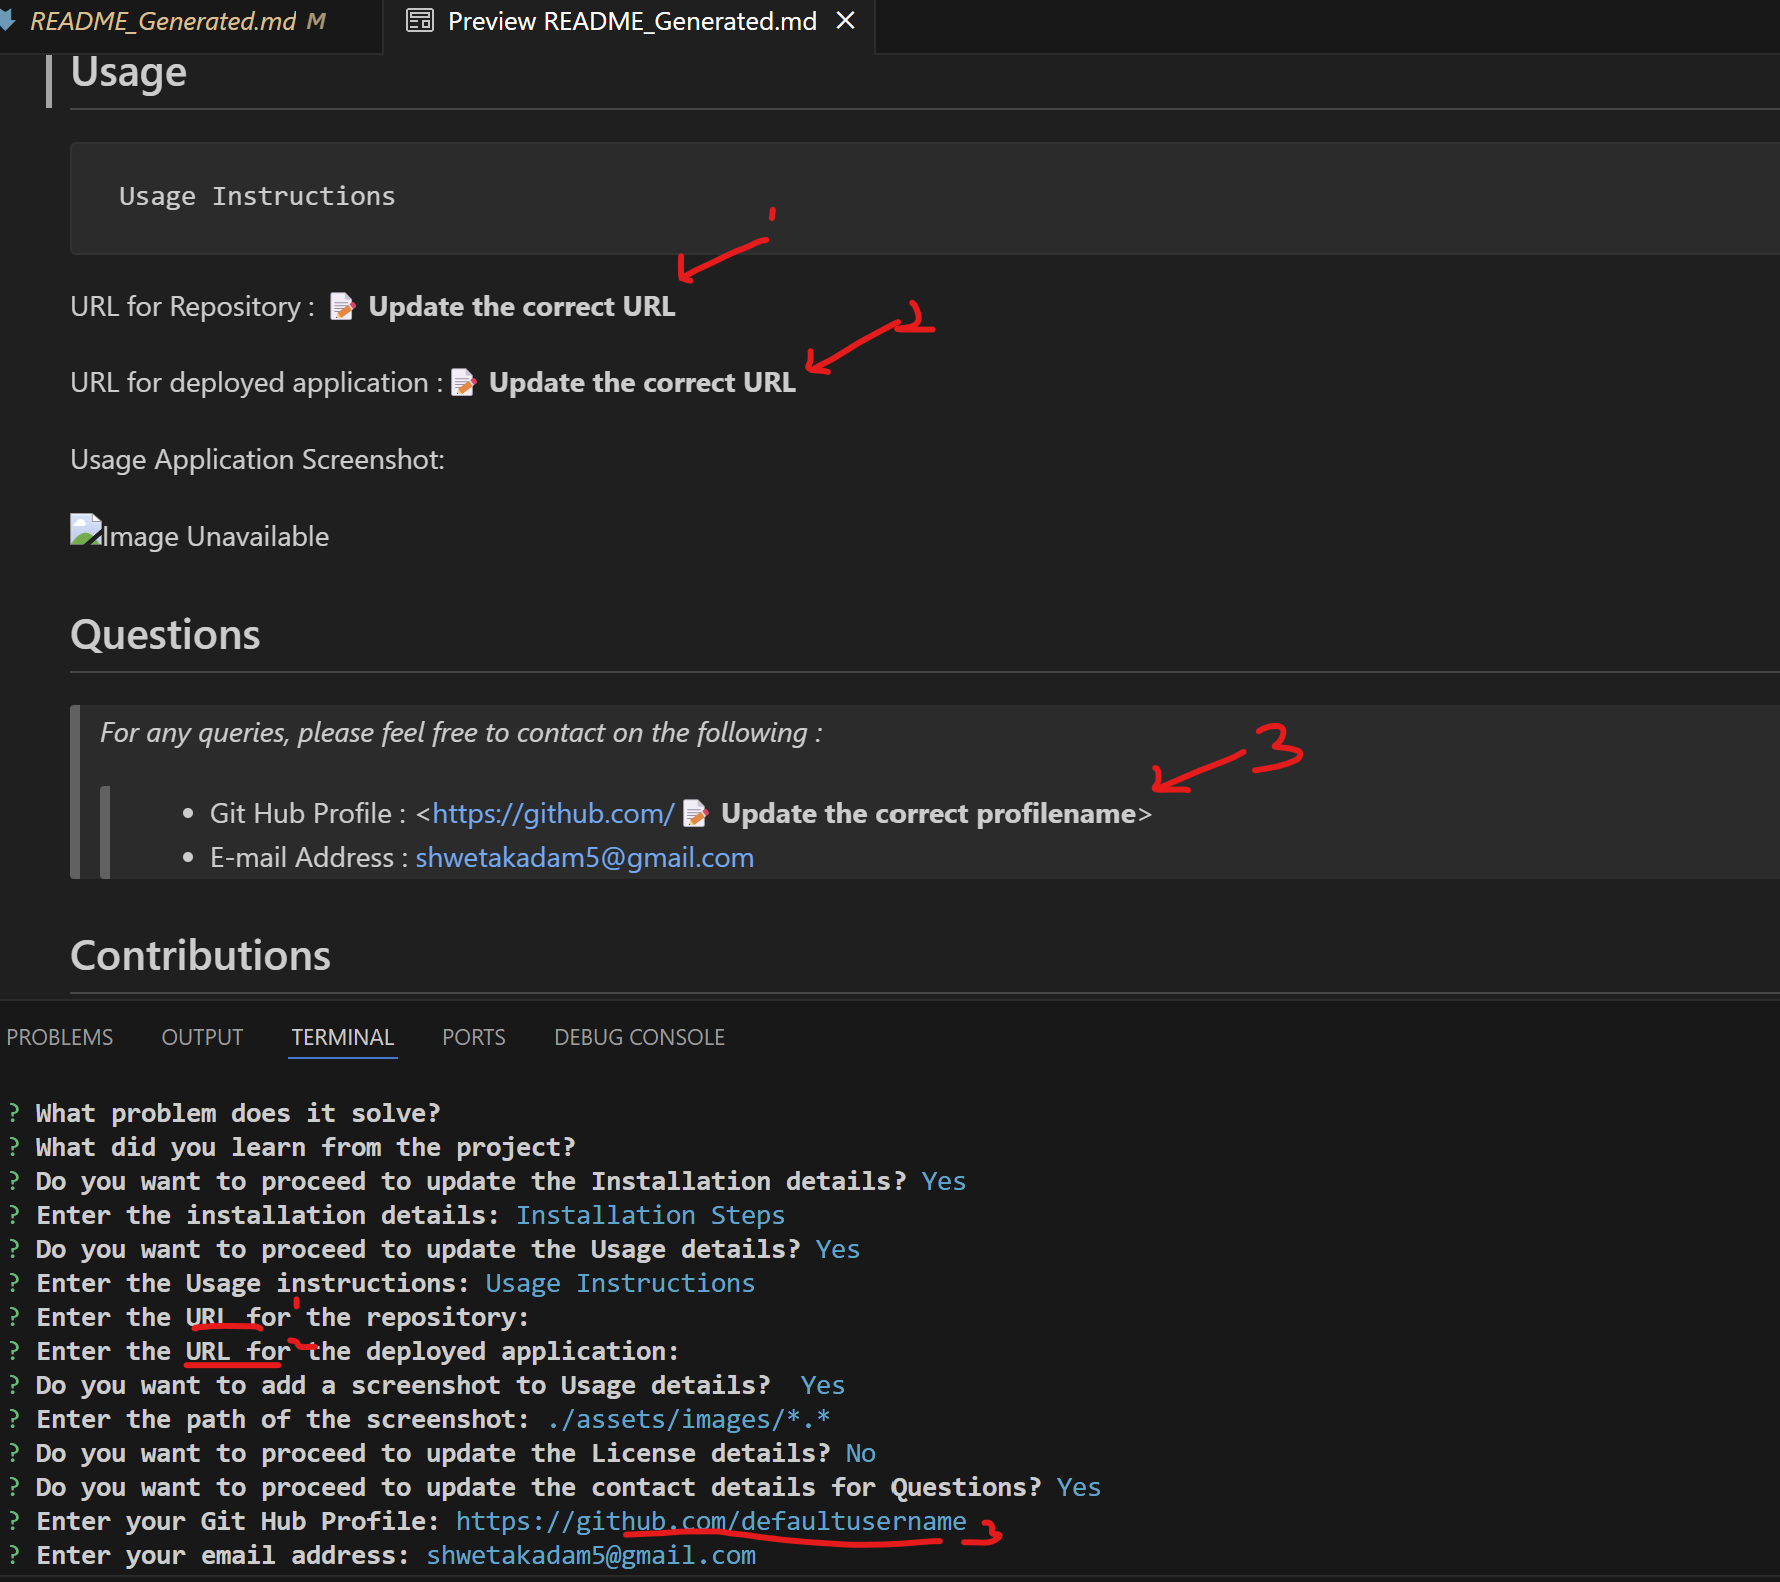 README_Generated.md M
Preview README_Generated.md
Usage
Usage Instructions
1
URL for Repository : 📝 Update the correct URL
2
URL for deployed application : 📝 Update the correct URL
Usage Application Screenshot:
Image Unavailable
Questions
For any queries, please feel free to contact on the following :
3
• Git Hub Profile : <https://github.com/ 📝 Update the correct profilename>
• E-mail Address : shwetakadam5@gmail.com
Contributions
PROBLEMS OUTPUT TERMINAL PORTS DEBUG CONSOLE
? What problem does it solve?
? What did you learn from the project?
? Do you want to proceed to update the Installation details? Yes
? Enter the installation details: Installation Steps
? Do you want to proceed to update the Usage details? Yes
? Enter the Usage instructions: Usage Instructions
? Enter the URL for the repository:
? Enter the URL for the deployed application:
? Do you want to add a screenshot to Usage details? Yes
? Enter the path of the screenshot: ./assets/images/*.*
? Do you want to proceed to update the License details? No
? Do you want to proceed to update the contact details for Questions? Yes
? Enter your Git Hub Profile: https://github.com/defaultusername 3
? Enter your email address: shwetakadam5@gmail.com